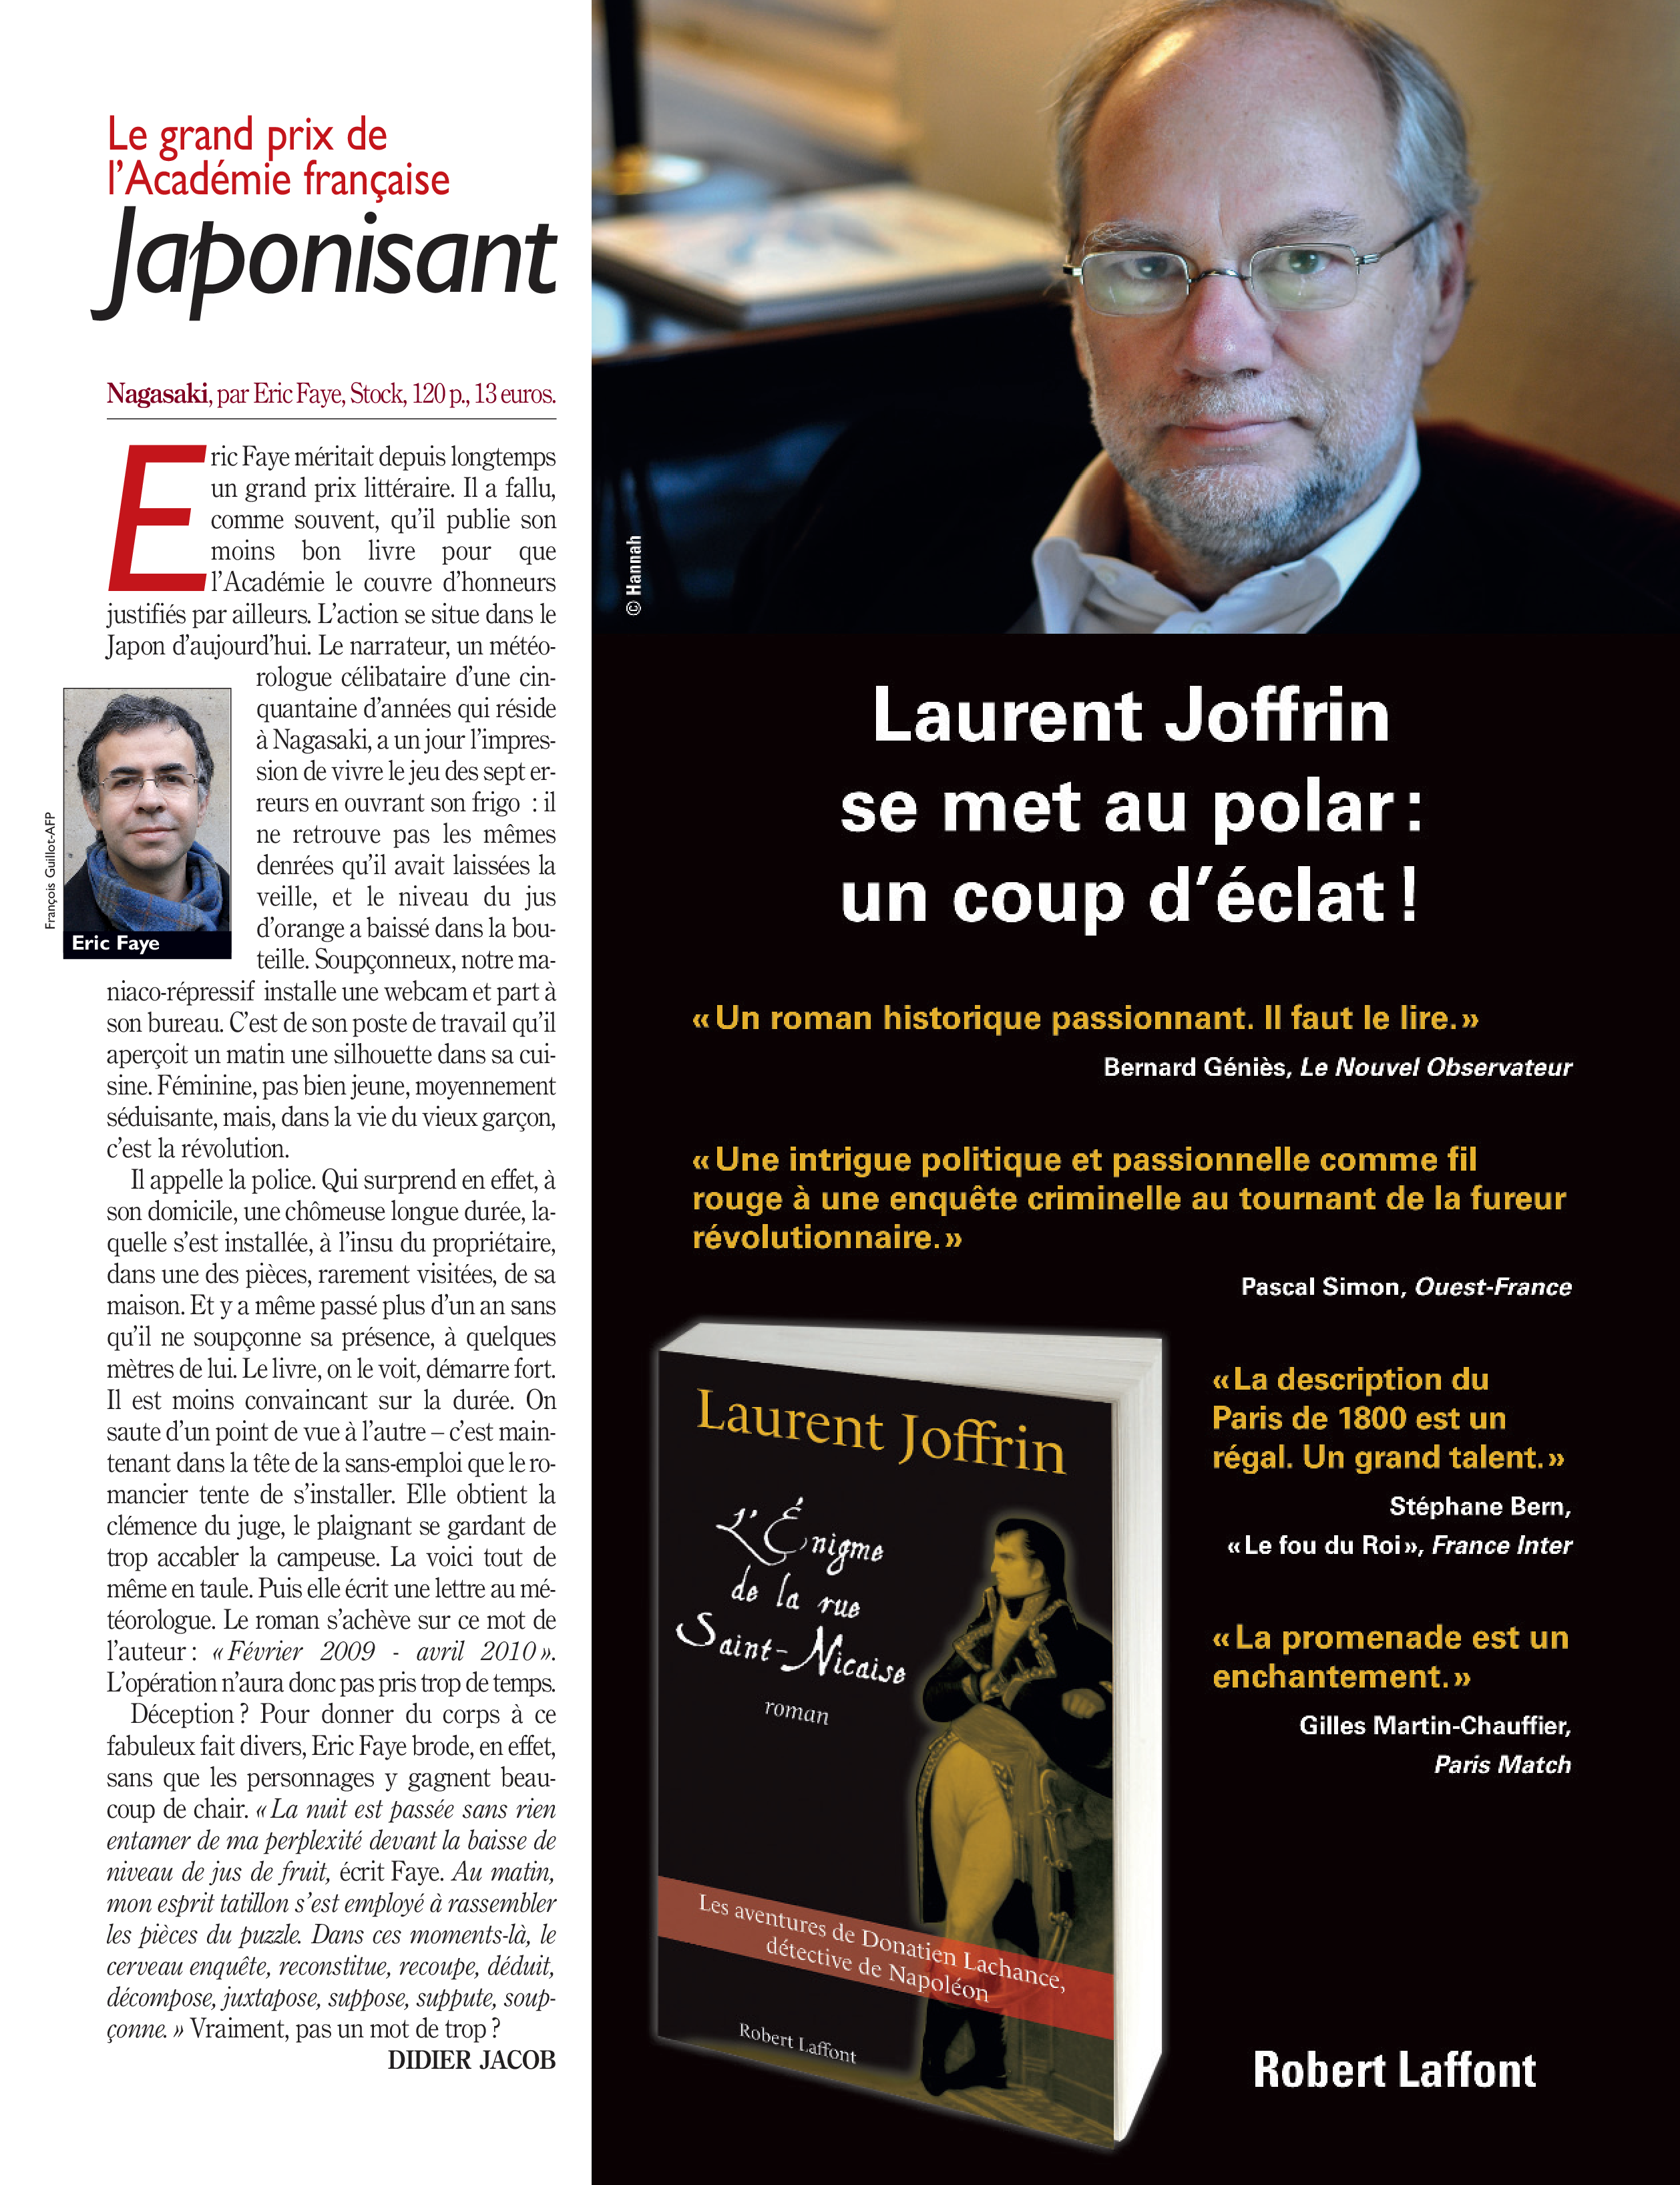 Le grand prix de
l'Académie française
Japonisant
Nagasaki, par Eric Faye, Stock, 120 p., 13 euros.
Eric Faye méritait depuis longtemps
un grand prix littéraire. Il a fallu,
comme souvent, qu'il publie son
moins bon livre pour que
l'Académie le couvre d'honneurs
justifiés par ailleurs. L'action se situe dans le
Japon d'aujourd'hui. Le narrateur, un météo-
rologue célibataire d'une cin-
quantaine d'années qui réside
à Nagasaki, a un jour l'impres-
sion de vivre le jeu des sept er-
reurs en ouvrant son frigo : il
ne retrouve pas les mêmes
denrées qu'il avait laissées la
veille, et le niveau du jus
d'orange a baissé dans la bou-
teille. Soupçonneux, notre ma-
niaco-répressif installe une webcam et part à
son bureau. C'est de son poste de travail qu'il
aperçoit un matin une silhouette dans sa cui-
sine. Féminine, pas bien jeune, moyennement
séduisante, mais, dans la vie du vieux garçon,
c'est la révolution.
Il appelle la police. Qui surprend en effet, à
son domicile, une chômeuse longue durée, la-
quelle s'est installée, à l'insu du propriétaire,
dans une des pièces, rarement visitées, de sa
maison. Et y a même passé plus d'un an sans
qu'il ne soupçonne sa présence, à quelques
mètres de lui. Le livre, on le voit, démarre fort.
Il est moins convaincant sur la durée. On
saute d'un point de vue à l'autre – c'est main-
tenant dans la tête de la sans-emploi que le ro-
mancier tente de s'installer. Elle obtient la
clémence du juge, le plaignant se gardant de
trop accabler la campeuse. La voici tout de
même en taule. Puis elle écrit une lettre au mé-
téorologue. Le roman s'achève sur ce mot de
l'auteur : « Février 2009 - avril 2010 ».
L'opération n'aura donc pas pris trop de temps.
Déception ? Pour donner du corps à ce
fabuleux fait divers, Eric Faye brode, en effet,
sans que les personnages y gagnent beau-
coup de chair. « La nuit est passée sans rien
entamer de ma perplexité devant la baisse de
niveau de jus de fruit, écrit Faye. Au matin,
mon esprit tatillon s'est employé à rassembler
les pièces du puzzle. Dans ces moments-là, le
cerveau enquête, reconstitue, recoupe, déduit,
décompose, juxtapose, suppose, suppute, soup-
çonne. » Vraiment, pas un mot de trop ?
DIDIER JACOB
François Guillot-AFP
Eric Faye
© Hannah
Laurent Joffrin
se met au polar :
un coup d'éclat !
« Un roman historique passionnant. Il faut le lire. »
Bernard Géniès, Le Nouvel Observateur
« Une intrigue politique et passionnelle comme fil
rouge à une enquête criminelle au tournant de la fureur
révolutionnaire. »
Pascal Simon, Ouest-France
« La description du
Paris de 1800 est un
régal. Un grand talent. »
Stéphane Bern,
« Le fou du Roi », France Inter
« La promenade est un
enchantement. »
Gilles Martin-Chauffier,
Paris Match
Laurent Joffrin
L'Énigme
de la rue
Saint-Nicaise
roman
Les aventures de Donatien Lachance,
détective de Napoléon
Robert Laffont
Robert Laffont